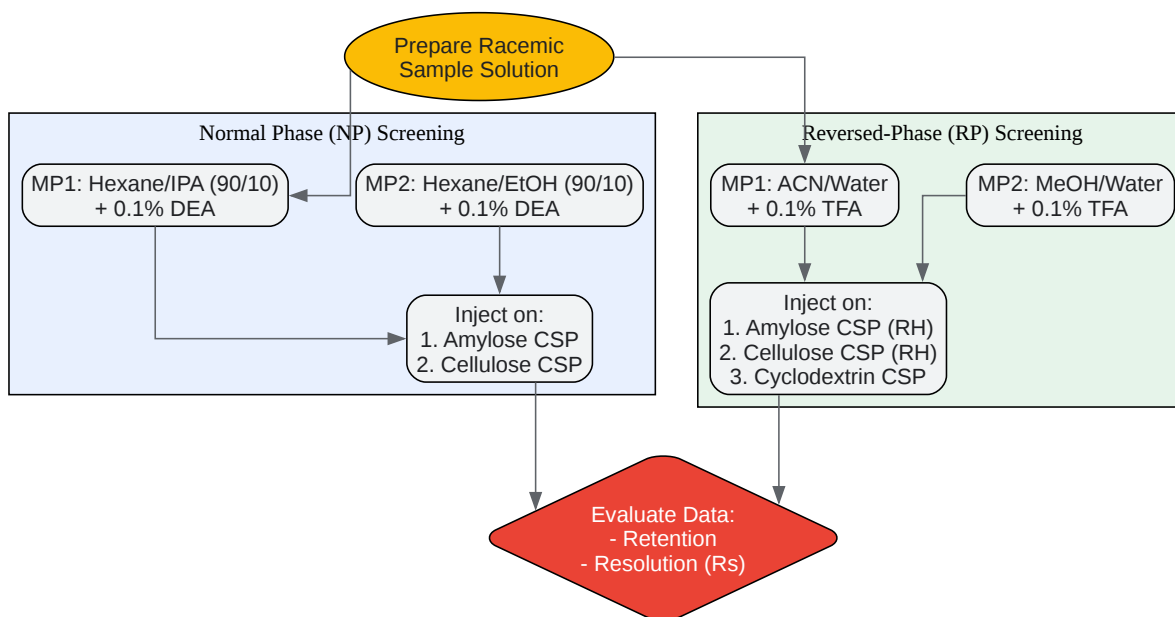 Prepare Racemic
Sample Solution
Normal Phase (NP) Screening
MP1: Hexane/IPA (90/10)
+ 0.1% DEA
MP2: Hexane/EtOH (90/10)
+ 0.1% DEA
Inject on:
1. Amylose CSP
2. Cellulose CSP
Reversed-Phase (RP) Screening
MP1: ACN/Water
+ 0.1% TFA
MP2: MeOH/Water
+ 0.1% TFA
Inject on:
1. Amylose CSP (RH)
2. Cellulose CSP (RH)
3. Cyclodextrin CSP
Evaluate Data:
- Retention
- Resolution (Rs)